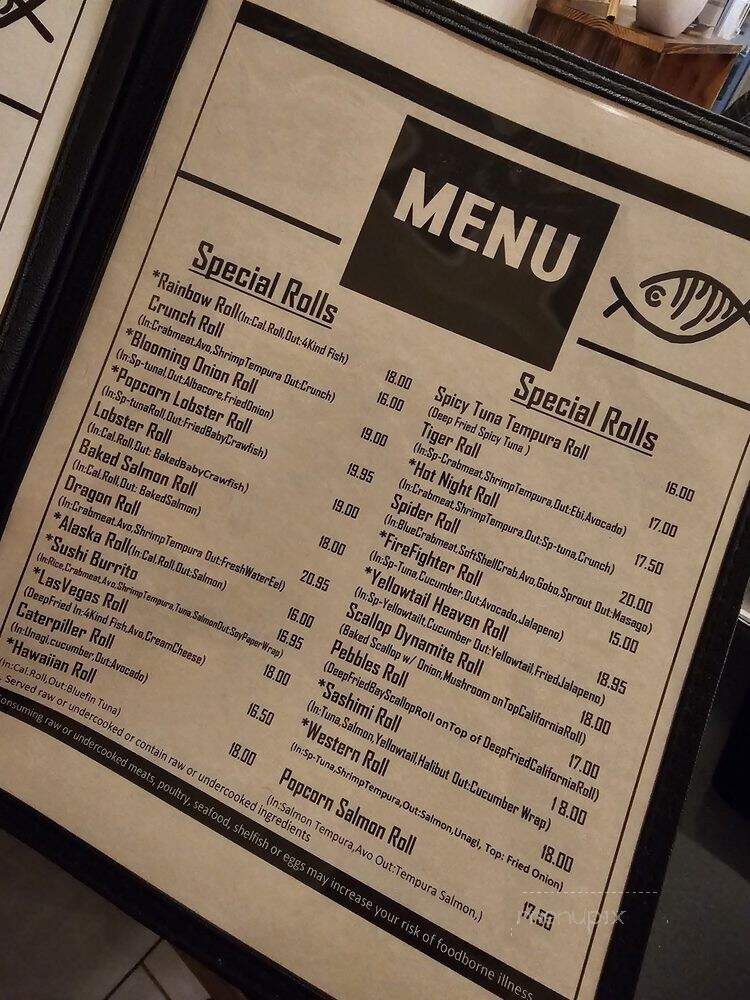 MENU
Special Rolls
*Rainbow Roll(In:Cal.Roll,Out:4Kind Fish) 18.00
Crunch Roll 16.00
(In:Crabmeat,Avo,ShrimpTempura Out:Crunch)
*Blooming Onion Roll 19.00
(In:Sp-tunal,Out:Albacore,FriedOnion)
*Popcorn Lobster Roll 19.95
(In:Sp-tunaRoll,Out:FriedBabyCrawfish)
Lobster Roll 19.00
(In:Cal.Roll,Out: BakedBabyCrawfish)
Baked Salmon Roll 18.00
(In:Cal.Roll,Out: BakedSalmon)
Dragon Roll 20.95
(In:Crabmeat,Avo,ShrimpTempura Out:FreshWaterEel)
*Alaska Roll(In:Cal.Roll,Out:Salmon) 16.00
*Sushi Burrito 16.95
(In:Rice,Crabmeat,Avo,ShrimpTempura,Tuna,SalmonOut:SoyPaperWrap)
*LasVegas Roll 18.00
(DeepFried In:4Kind Fish,Avo,CreamCheese)
Caterpiller Roll 16.50
(In:Unagi,cucumber,Out:Avocado)
*Hawaiian Roll 18.00
(In:Cal.Roll,Out:Bluefin Tuna)
Special Rolls
Spicy Tuna Tempura Roll 16.00
(Deep Fried Spicy Tuna )
Tiger Roll 17.00
(In:Sp-Crabmeat,ShrimpTempura,Out:Ebi,Avocado)
*Hot Night Roll 17.50
(In:Crabmeat,ShrimpTempura,Out:Sp-tuna,Crunch)
Spider Roll 20.00
(In:BlueCrabmeat,SoftShellCrab,Avo,Gobo,Sprout Out:Masago)
*FireFighter Roll 15.00
(In:Sp-Tuna,Cucumber,Out:Avocado,Jalapeno)
*Yellowtail Heaven Roll 18.95
(In:Sp-Yellowtailt,Cucumber Out:Yellowtail,FriedJalapeno)
Scallop Dynamite Roll 18.00
(Baked Scallop w/ Onion,Mushroom onTopCaliforniaRoll)
Pebbles Roll 17.00
(DeepFriedBayScallopRoll onTop of DeepFriedCaliforniaRoll)
*Sashimi Roll 18.00
(In:Tuna,Salmon,Yellowtail,Halibut Out:Cucumber Wrap)
*Western Roll 18.00
(In:Sp-Tuna,ShrimpTempura,Out:Salmon,Unagi, Top: Fried Onion)
Popcorn Salmon Roll 17.50
(In:Salmon Tempura,Avo Out:Tempura Salmon,)
. Served raw or undercooked or contain raw or undercooked ingredients
onsuming raw or undercooked meats, poultry, seafood, shellfish or eggs may increase your risk of foodborne illness
menupix